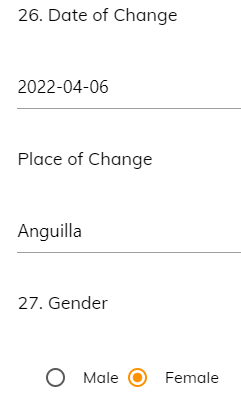 26. Date of Change
2022-04-06
Place of Change
Anguilla
27. Gender
Male Female